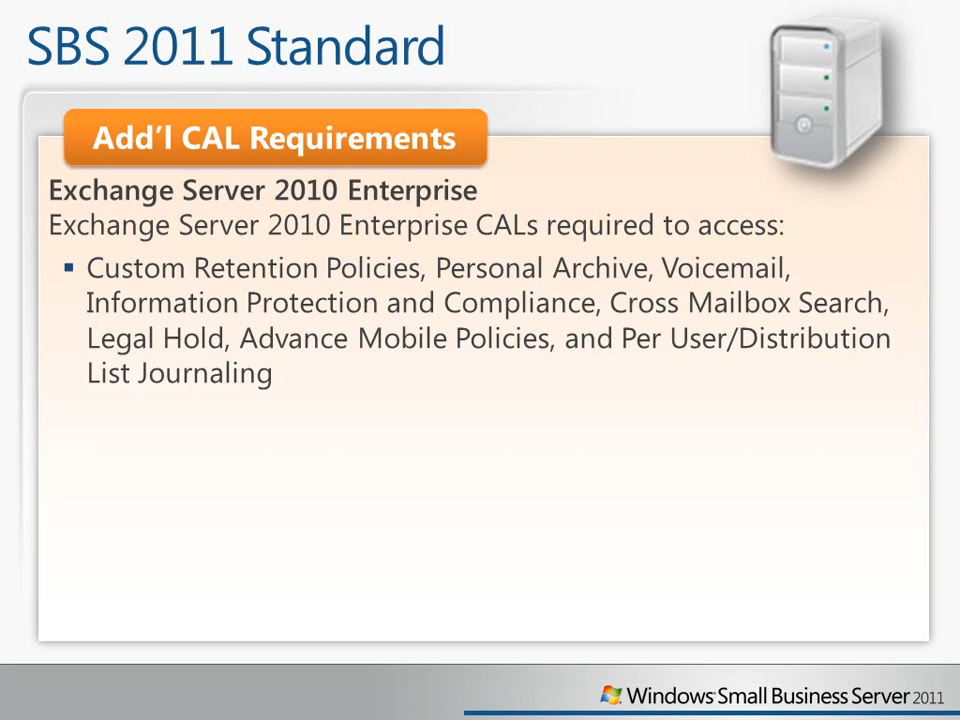 SBS 2011 Standard
Add’l CAL Requirements
Exchange Server 2010 Enterprise
Exchange Server 2010 Enterprise CALs required to access:
▪ Custom Retention Policies, Personal Archive, Voicemail,
Information Protection and Compliance, Cross Mailbox Search,
Legal Hold, Advance Mobile Policies, and Per User/Distribution
List Journaling
Windows Small Business Server 2011